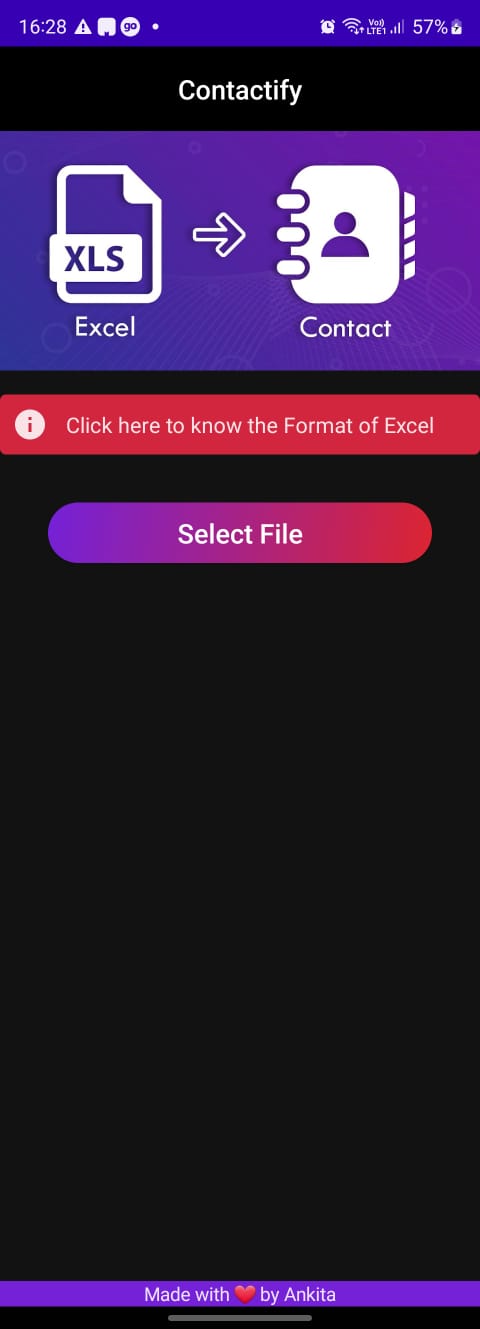 16:28 go Vo)) LTE1 57%
Contactify
XLS
Excel
Contact
Click here to know the Format of Excel
Select File
Made with ❤️ by Ankita